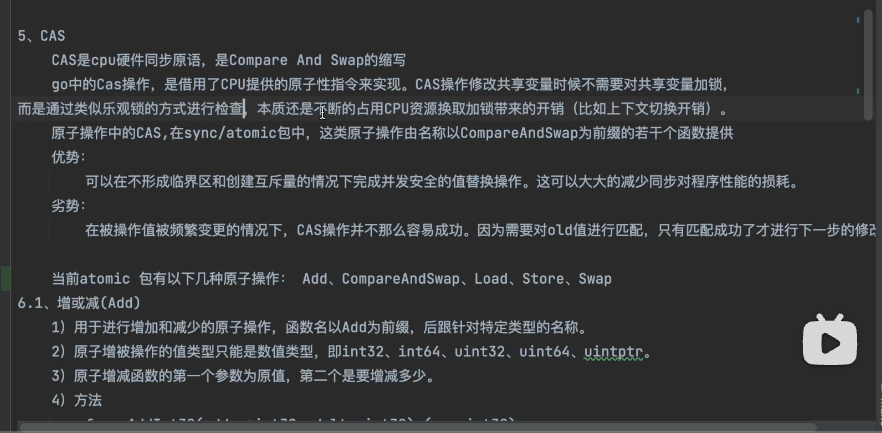 5、CAS
CAS是cpu硬件同步原语，是Compare And Swap的缩写
go中的Cas操作，是借用了CPU提供的原子性指令来实现。CAS操作修改共享变量时候不需要对共享变量加锁，
而是通过类似乐观锁的方式进行检查，本质还是不断的占用CPU资源换取加锁带来的开销（比如上下文切换开销）。
原子操作中的CAS,在sync/atomic包中，这类原子操作由名称以CompareAndSwap为前缀的若干个函数提供
优势：
可以在不形成临界区和创建互斥量的情况下完成并发安全的值替换操作。这可以大大的减少同步对程序性能的损耗。
劣势：
在被操作值被频繁变更的情况下，CAS操作并不那么容易成功。因为需要对old值进行匹配，只有匹配成功了才进行下一步的修改
当前atomic 包有以下几种原子操作： Add、CompareAndSwap、Load、Store、Swap
6.1、增或减(Add)
1）用于进行增加和减少的原子操作，函数名以Add为前缀，后跟针对特定类型的名称。
2）原子增被操作的值类型只能是数值类型，即int32、int64、uint32、uint64、uintptr。
3）原子增减函数的第一个参数为原值，第二个是要增减多少。
4）方法